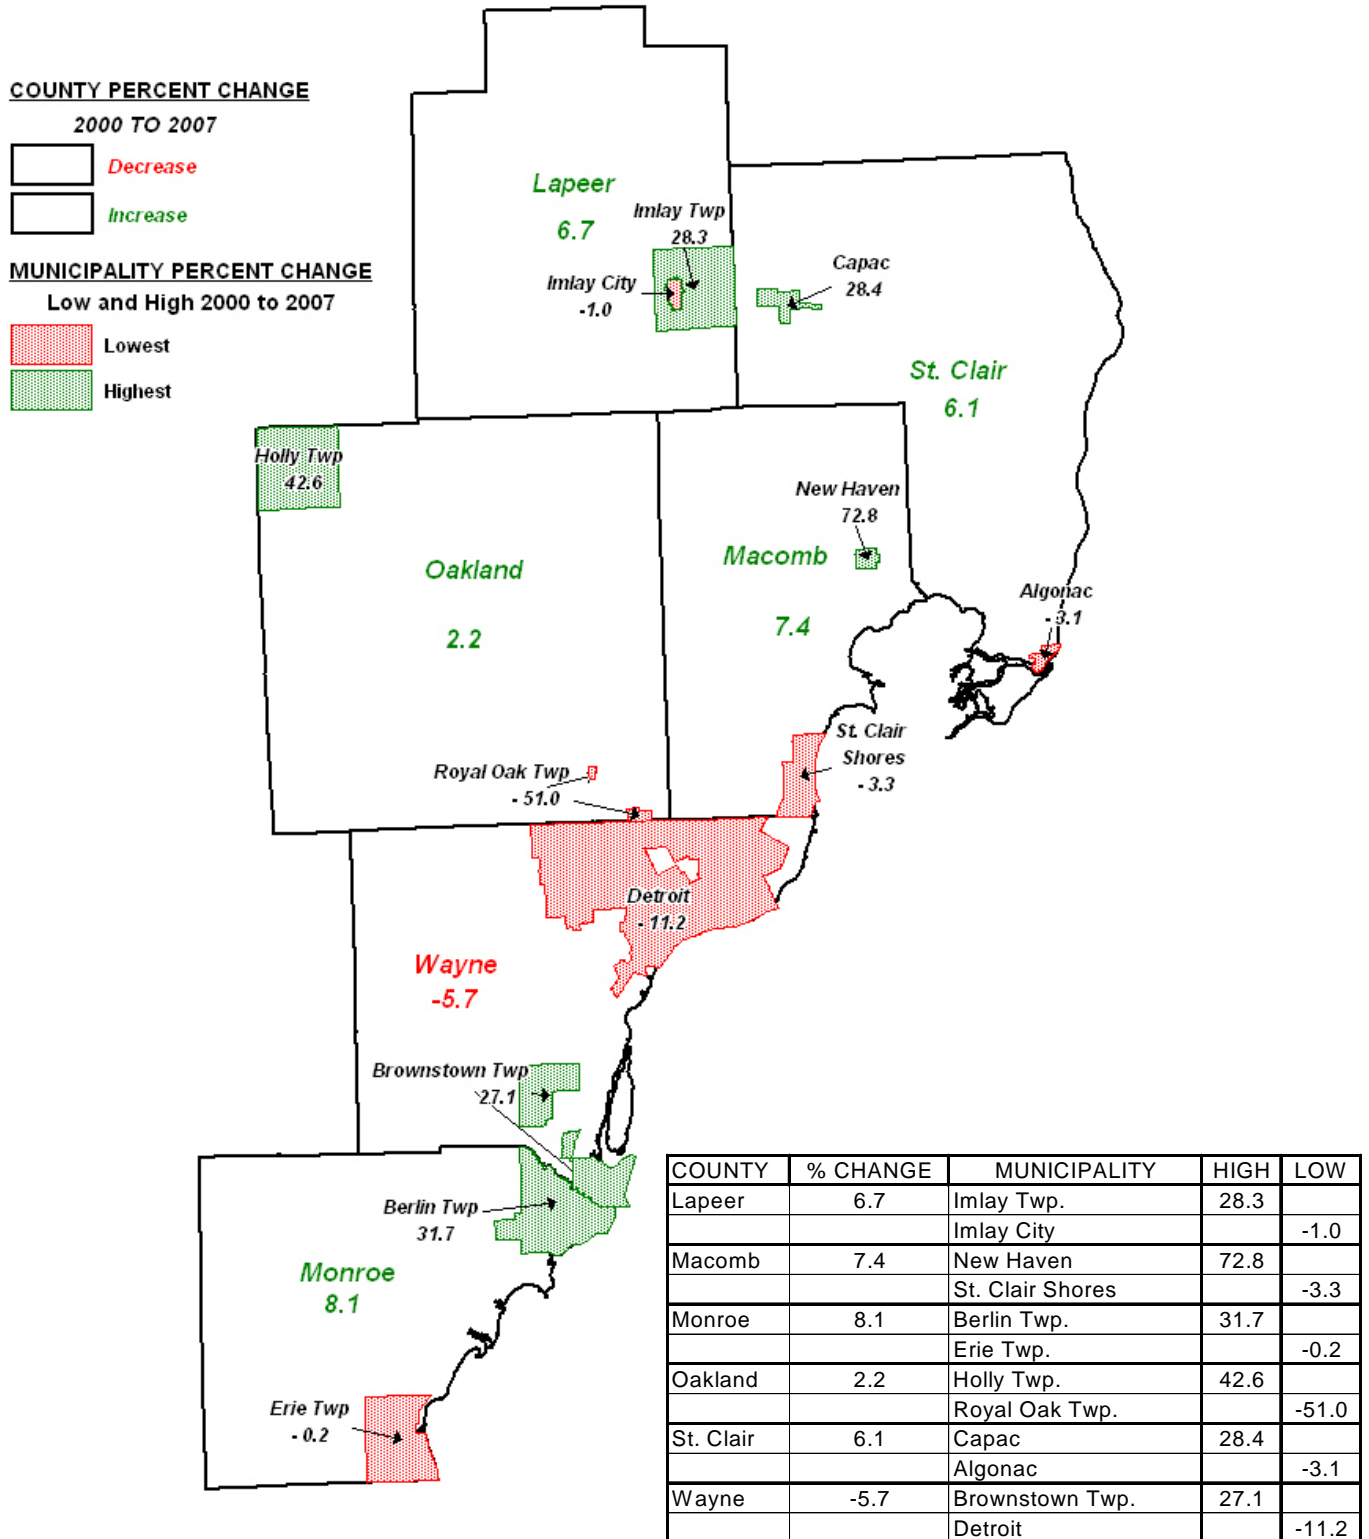 COUNTY PERCENT CHANGE
2000 TO 2007
Decrease
Increase
MUNICIPALITY PERCENT CHANGE
Low and High 2000 to 2007
Lowest
Highest
Lapeer
6.7
Imlay Twp
28.3
Imlay City
-1.0
Capac
28.4
St. Clair
6.1
Holly Twp
42.6
New Haven
72.8
Oakland
2.2
Macomb
7.4
Algonac
- 3.1
St. Clair
Shores
- 3.3
Royal Oak Twp
- 51.0
Detroit
- 11.2
Wayne
-5.7
Brownstown Twp
27.1
Berlin Twp
31.7
Monroe
8.1
Erie Twp
- 0.2
COUNTY % CHANGE MUNICIPALITY HIGH LOW
Lapeer 6.7 Imlay Twp. 28.3
Imlay City -1.0
Macomb 7.4 New Haven 72.8
St. Clair Shores -3.3
Monroe 8.1 Berlin Twp. 31.7
Erie Twp. -0.2
Oakland 2.2 Holly Twp. 42.6
Royal Oak Twp. -51.0
St. Clair 6.1 Capac 28.4
Algonac -3.1
Wayne -5.7 Brownstown Twp. 27.1
Detroit -11.2